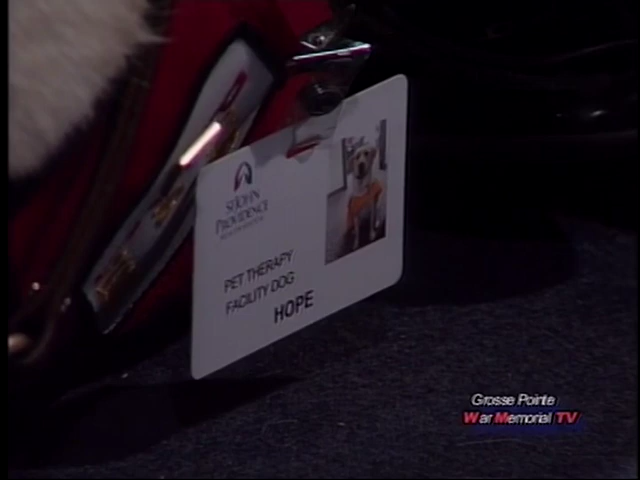 ST. JOHN
PROVIDENCE
PET THERAPY
FACILITY DOG
HOPE
Grosse Pointe
War Memorial TV